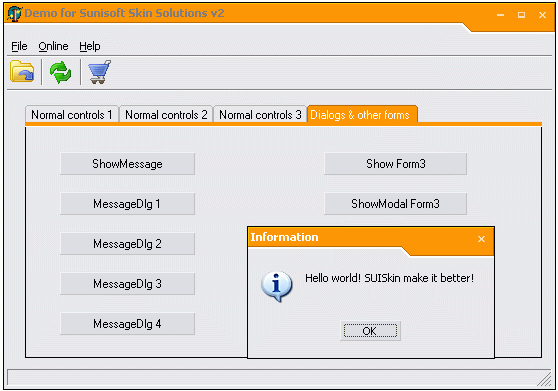 Demo for Sunisoft Skin Solutions v2
File Online Help
Normal controls 1 Normal controls 2 Normal controls 3 Dialogs & other forms
ShowMessage Show Form3
MessageDlg 1 ShowModal Form3
MessageDlg 2
Information
Hello world! SUISkin make it better!
MessageDlg 3
MessageDlg 4
OK